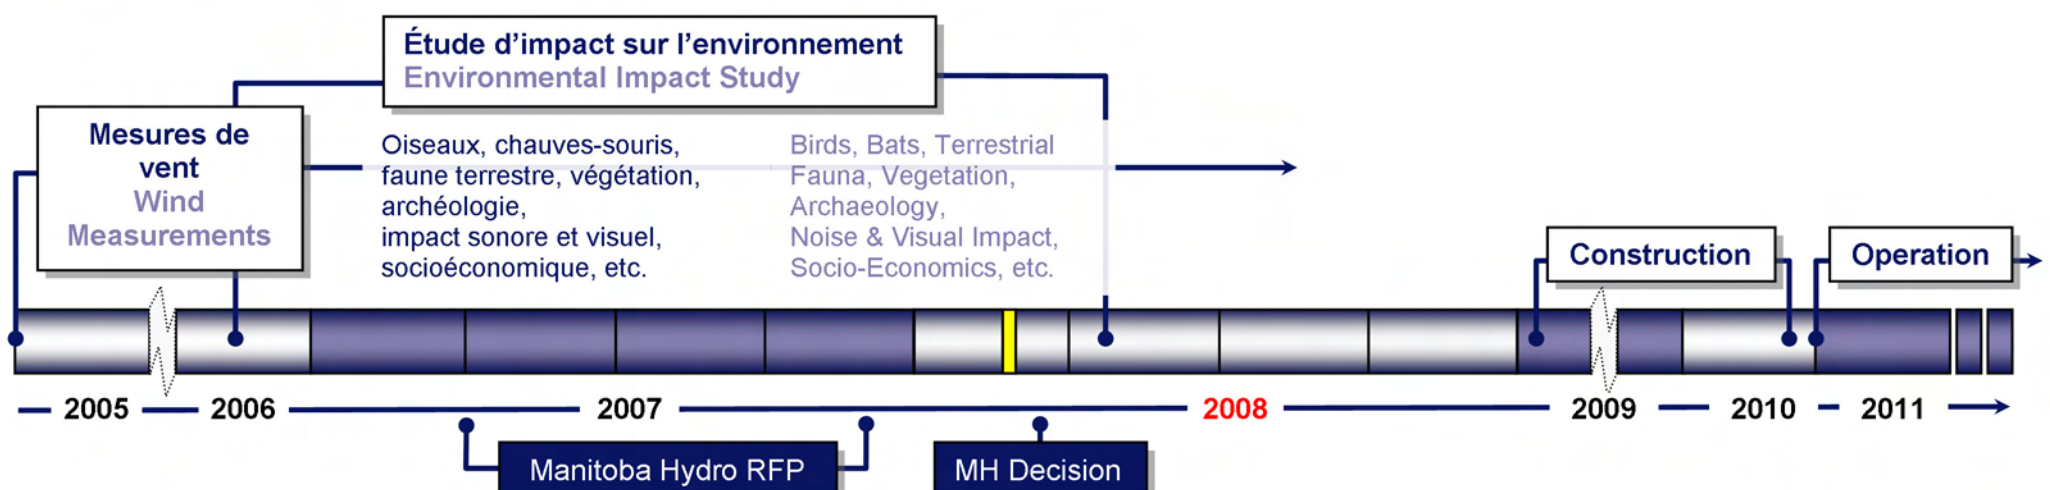 Étude d'impact sur l'environnement
Environmental Impact Study
Mesures de
vent
Wind
Measurements
Oiseaux, chauves-souris,
faune terrestre, végétation,
archéologie,
impact sonore et visuel,
socioéconomique, etc.
Birds, Bats, Terrestrial
Fauna, Vegetation,
Archaeology,
Noise & Visual Impact,
Socio-Economics, etc.
Construction
Operation
2005
2006
2007
2008
2009
2010
2011
Manitoba Hydro RFP
MH Decision